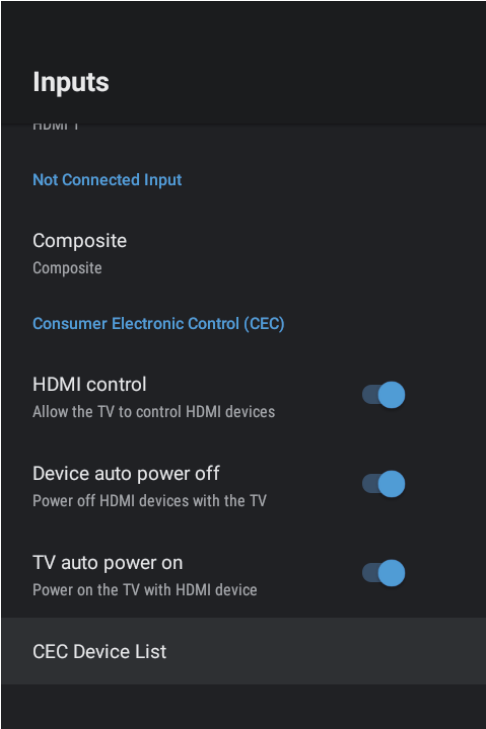 Inputs
HDMI 1
Not Connected Input
Composite
Composite
Consumer Electronic Control (CEC)
HDMI control
Allow the TV to control HDMI devices
Device auto power off
Power off HDMI devices with the TV
TV auto power on
Power on the TV with HDMI device
CEC Device List